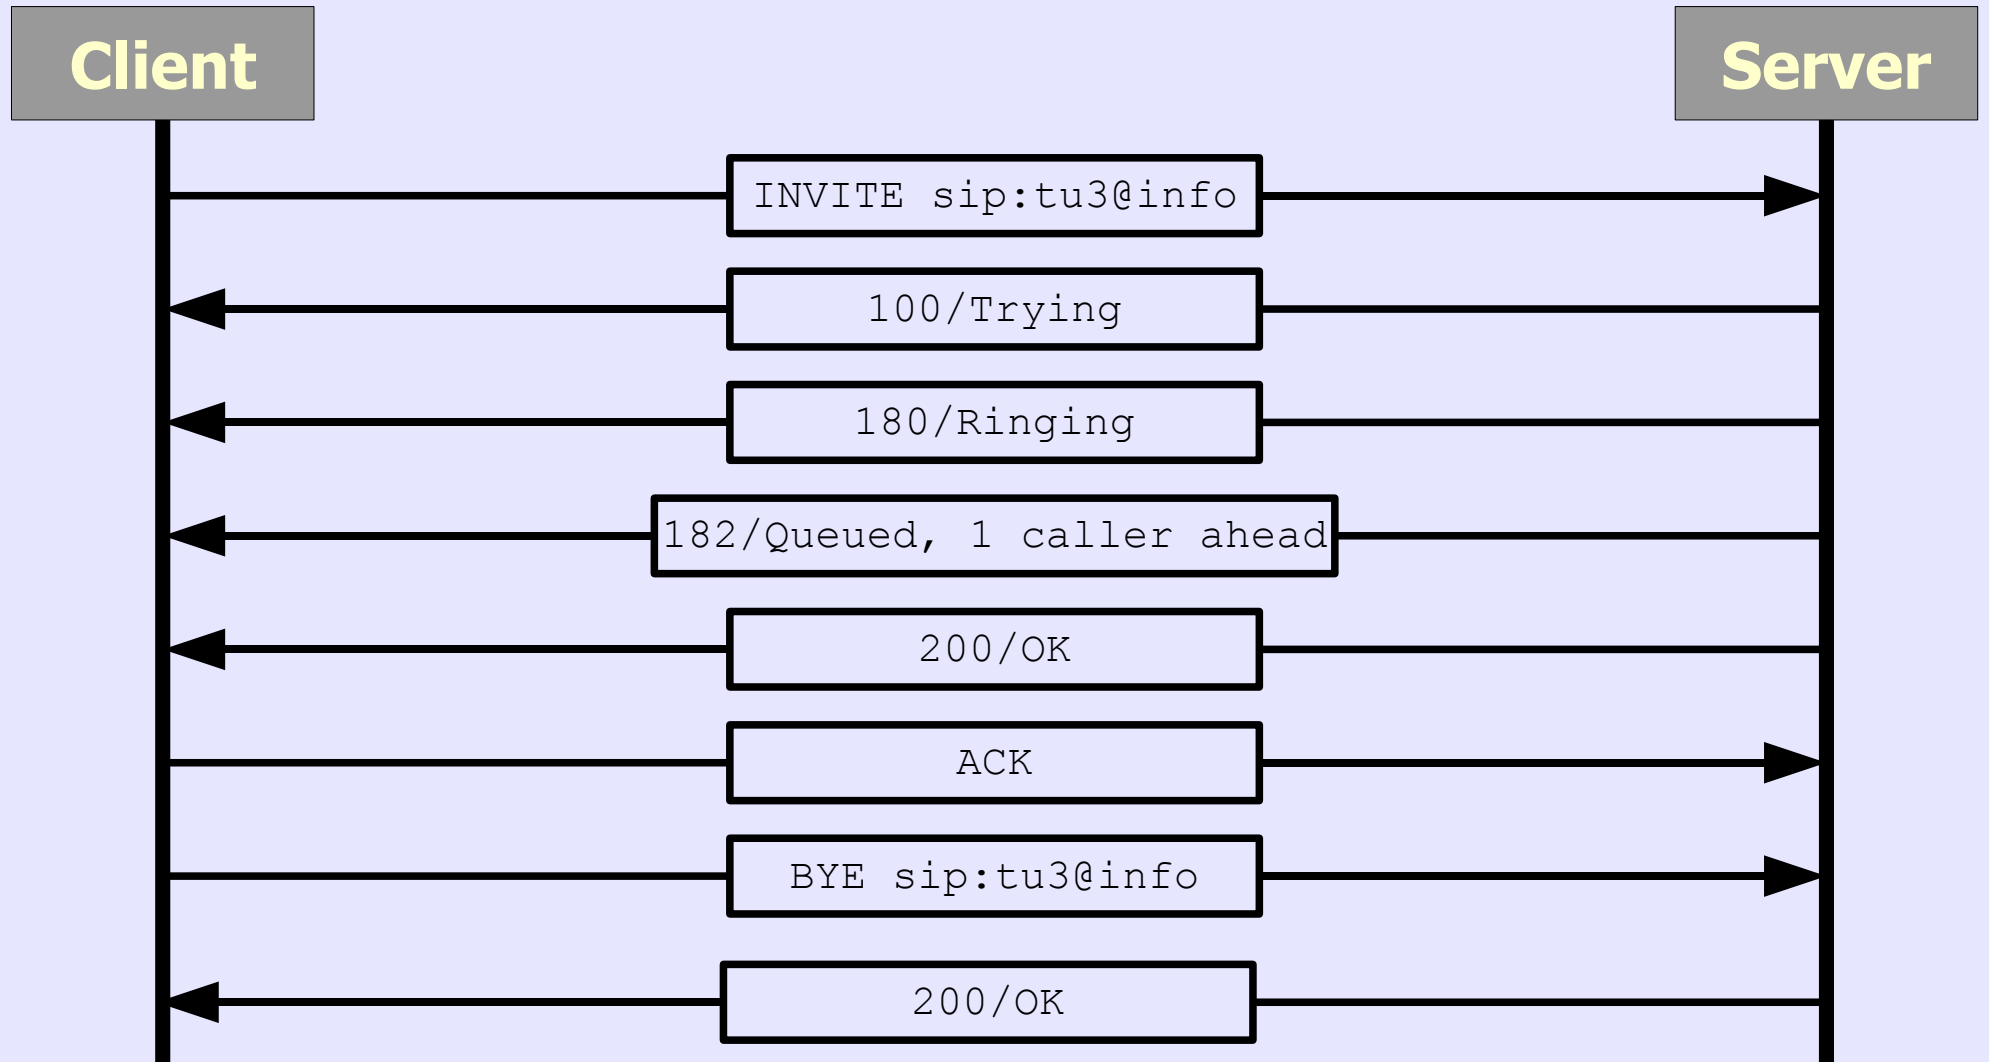 Client
Server
INVITE sip:tu3@info
100/Trying
180/Ringing
182/Queued, 1 caller ahead
200/OK
ACK
BYE sip:tu3@info
200/OK